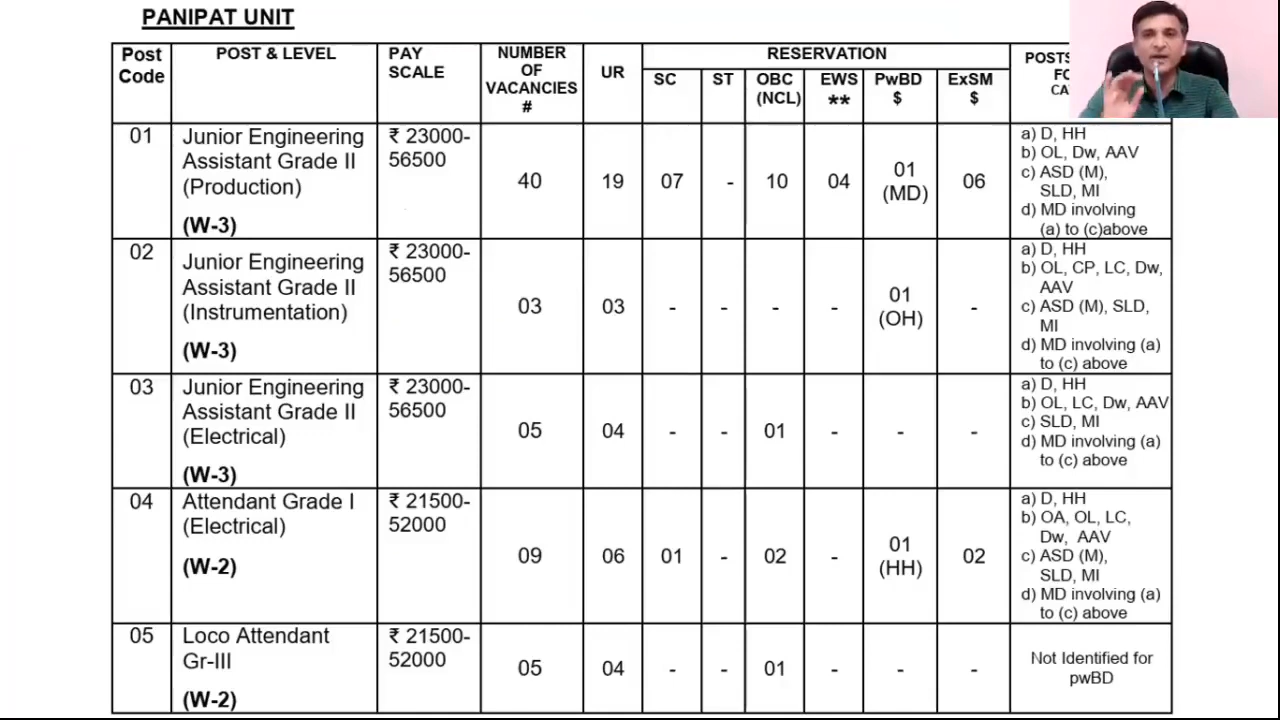 PANIPAT UNIT
Post Code
POST & LEVEL
PAY SCALE
NUMBER OF VACANCIES #
UR
RESERVATION
SC
ST
OBC (NCL)
EWS **
PwBD $
ExSM $
POSTS
01
Junior Engineering
Assistant Grade II
(Production)
(W-3)
₹ 23000-
56500
40
19
07
-
10
04
01
(MD)
06
a) D, HH
b) OL, Dw, AAV
c) ASD (M),
SLD, MI
d) MD involving
(a) to (c)above
02
Junior Engineering
Assistant Grade II
(Instrumentation)
(W-3)
₹ 23000-
56500
03
03
-
-
-
-
01
(OH)
-
a) D, HH
b) OL, CP, LC, Dw,
AAV
c) ASD (M), SLD,
MI
d) MD involving (a)
to (c) above
03
Junior Engineering
Assistant Grade II
(Electrical)
(W-3)
₹ 23000-
56500
05
04
-
-
01
-
-
-
a) D, HH
b) OL, LC, Dw, AAV
c) SLD, MI
d) MD involving (a)
to (c) above
04
Attendant Grade I
(Electrical)
(W-2)
₹ 21500-
52000
09
06
01
-
02
-
01
(HH)
02
a) D, HH
b) OA, OL, LC,
Dw, AAV
c) ASD (M),
SLD, MI
d) MD involving (a)
to (c) above
05
Loco Attendant
Gr-III
(W-2)
₹ 21500-
52000
05
04
-
-
01
-
-
-
Not Identified for
pwBD